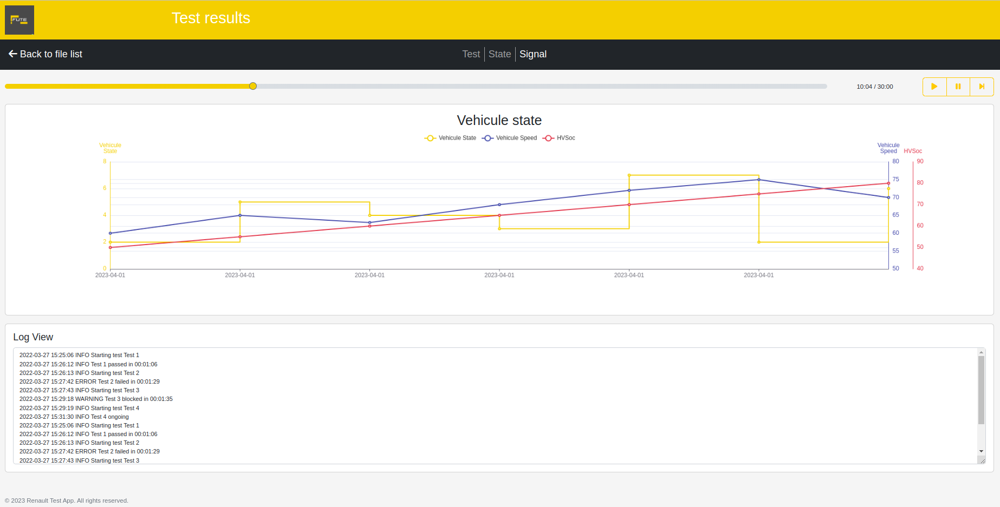 FUTE
Test results
Back to file list
Test
State
Signal
10:04 / 30:00
Vehicule state
Vehicule State
Vehicule Speed
HVSoc
Vehicule
State
Vehicule
Speed
HVSoc
8
6
4
2
0
80
75
70
65
60
55
50
90
80
70
60
50
40
2023-04-01
2023-04-01
2023-04-01
2023-04-01
2023-04-01
2023-04-01
Log View
2022-03-27 15:25:06 INFO Starting test Test 1
2022-03-27 15:26:12 INFO Test 1 passed in 00:01:06
2022-03-27 15:26:13 INFO Starting test Test 2
2022-03-27 15:27:42 ERROR Test 2 failed in 00:01:29
2022-03-27 15:27:43 INFO Starting test Test 3
2022-03-27 15:29:18 WARNING Test 3 blocked in 00:01:35
2022-03-27 15:29:19 INFO Starting test Test 4
2022-03-27 15:31:30 INFO Test 4 ongoing
2022-03-27 15:25:06 INFO Starting test Test 1
2022-03-27 15:26:12 INFO Test 1 passed in 00:01:06
2022-03-27 15:26:13 INFO Starting test Test 2
2022-03-27 15:27:42 ERROR Test 2 failed in 00:01:29
2022-03-27 15:27:43 INFO Starting test Test 3
© 2023 Renault Test App. All rights reserved.